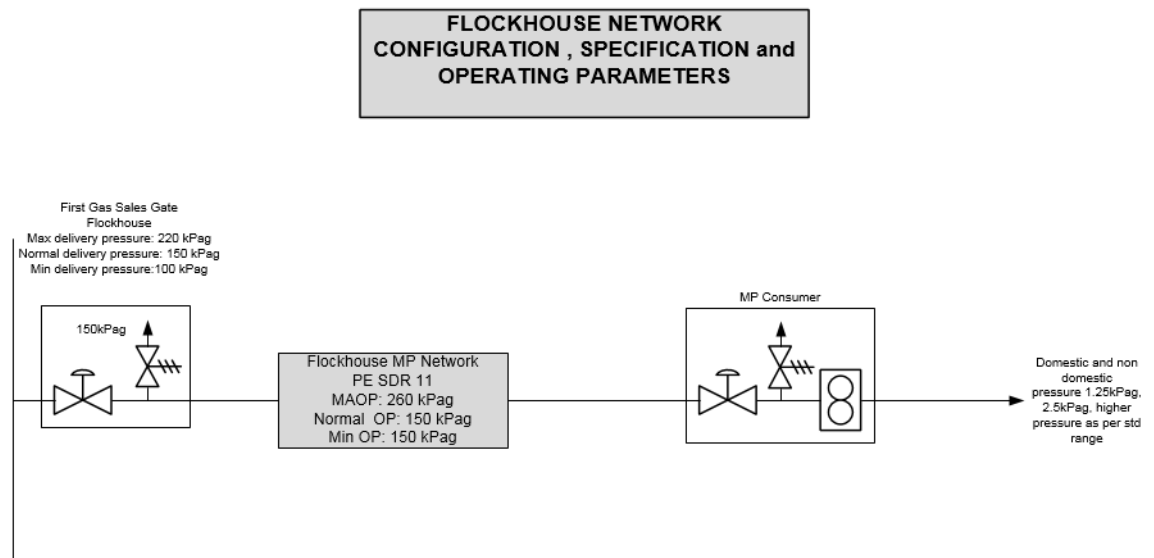 FLOCKHOUSE NETWORK
CONFIGURATION , SPECIFICATION and
OPERATING PARAMETERS
First Gas Sales Gate
Flockhouse
Max delivery pressure: 220 kPag
Normal delivery pressure: 150 kPag
Min delivery pressure:100 kPag
150kPag
Flockhouse MP Network
PE SDR 11
MAOP: 260 kPag
Normal OP: 150 kPag
Min OP: 150 kPag
MP Consumer
Domestic and non
domestic
pressure 1.25kPag,
2.5kPag, higher
pressure as per std
range